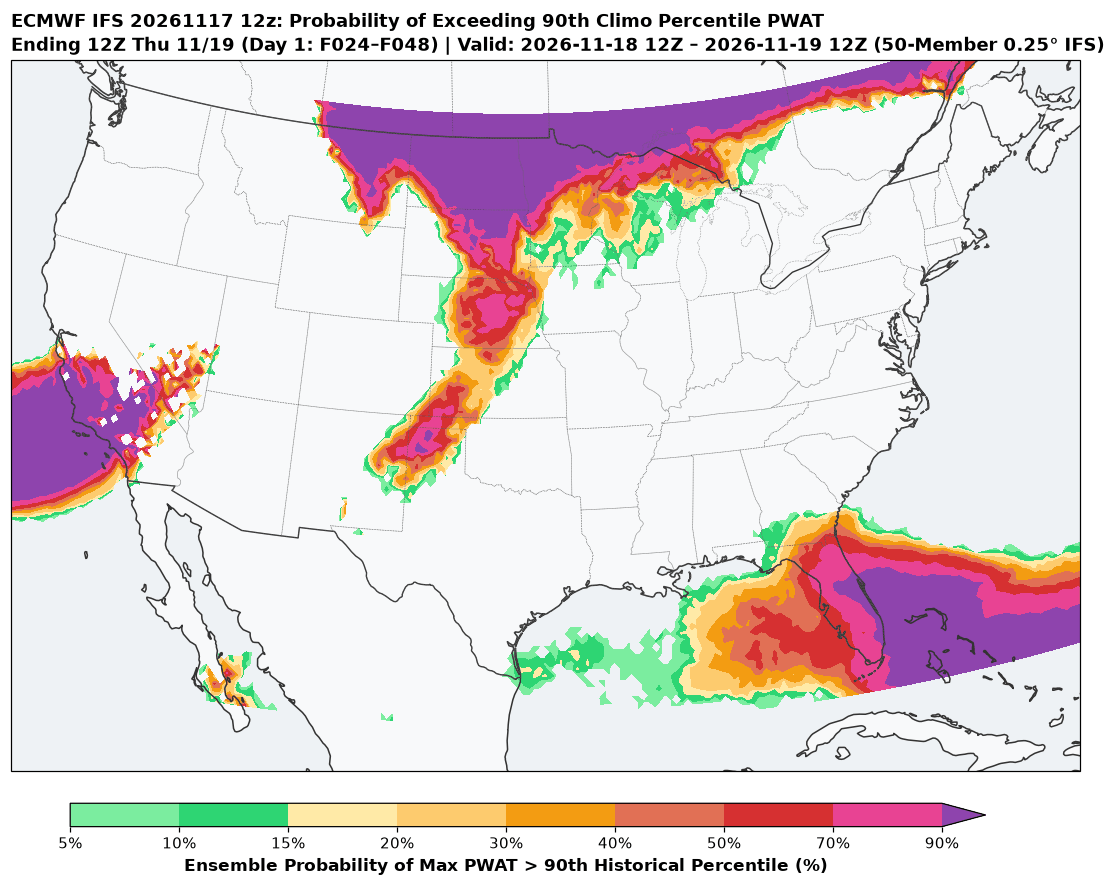 ECMWF IFS 20261117 12z: Probability of Exceeding 90th Climo Percentile PWAT
Ending 12Z Thu 11/19 (Day 1: F024–F048) | Valid: 2026-11-18 12Z – 2026-11-19 12Z (50-Member 0.25° IFS)
5% 10% 15% 20% 30% 40% 50% 70% 90%
Ensemble Probability of Max PWAT > 90th Historical Percentile (%)